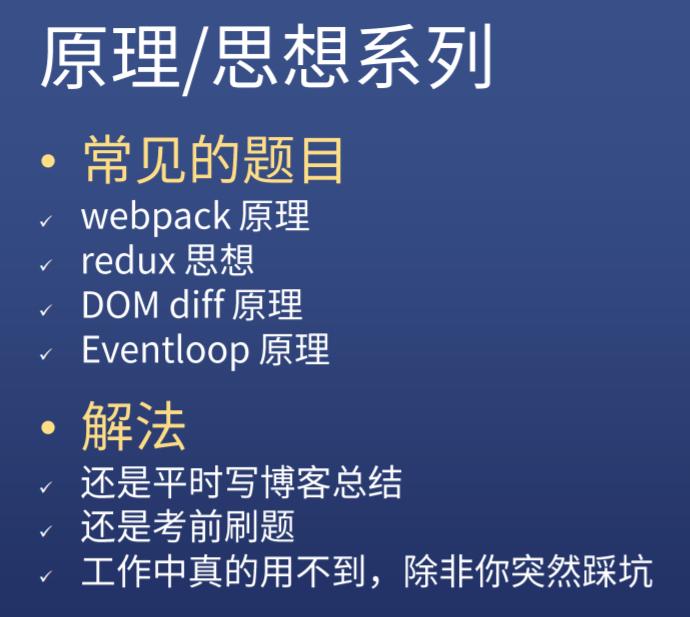 原理/思想系列
• 常见的题目
✓ webpack 原理
✓ redux 思想
✓ DOM diff 原理
✓ Eventloop 原理
• 解法
✓ 还是平时写博客总结
✓ 还是考前刷题
✓ 工作中真的用不到，除非你突然踩坑